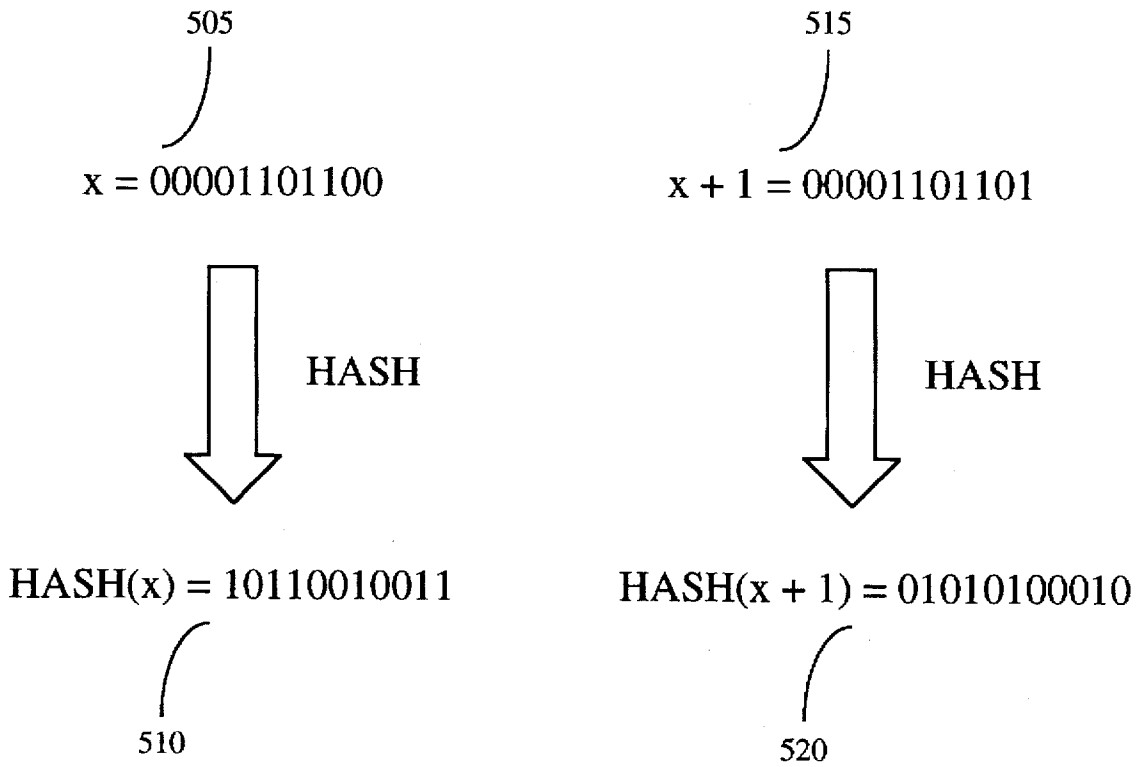 505
515
x = 00001101100
x + 1 = 00001101101
HASH
HASH
HASH(x) = 10110010011
HASH(x + 1) = 01010100010
510
520